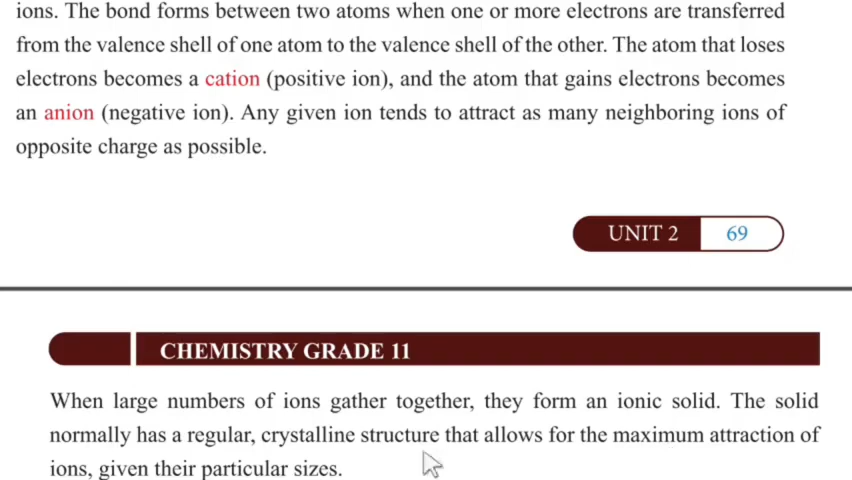 ions. The bond forms between two atoms when one or more electrons are transferred
from the valence shell of one atom to the valence shell of the other. The atom that loses
electrons becomes a cation (positive ion), and the atom that gains electrons becomes
an anion (negative ion). Any given ion tends to attract as many neighboring ions of
opposite charge as possible.
UNIT 2 69
CHEMISTRY GRADE 11
When large numbers of ions gather together, they form an ionic solid. The solid
normally has a regular, crystalline structure that allows for the maximum attraction of
ions, given their particular sizes.